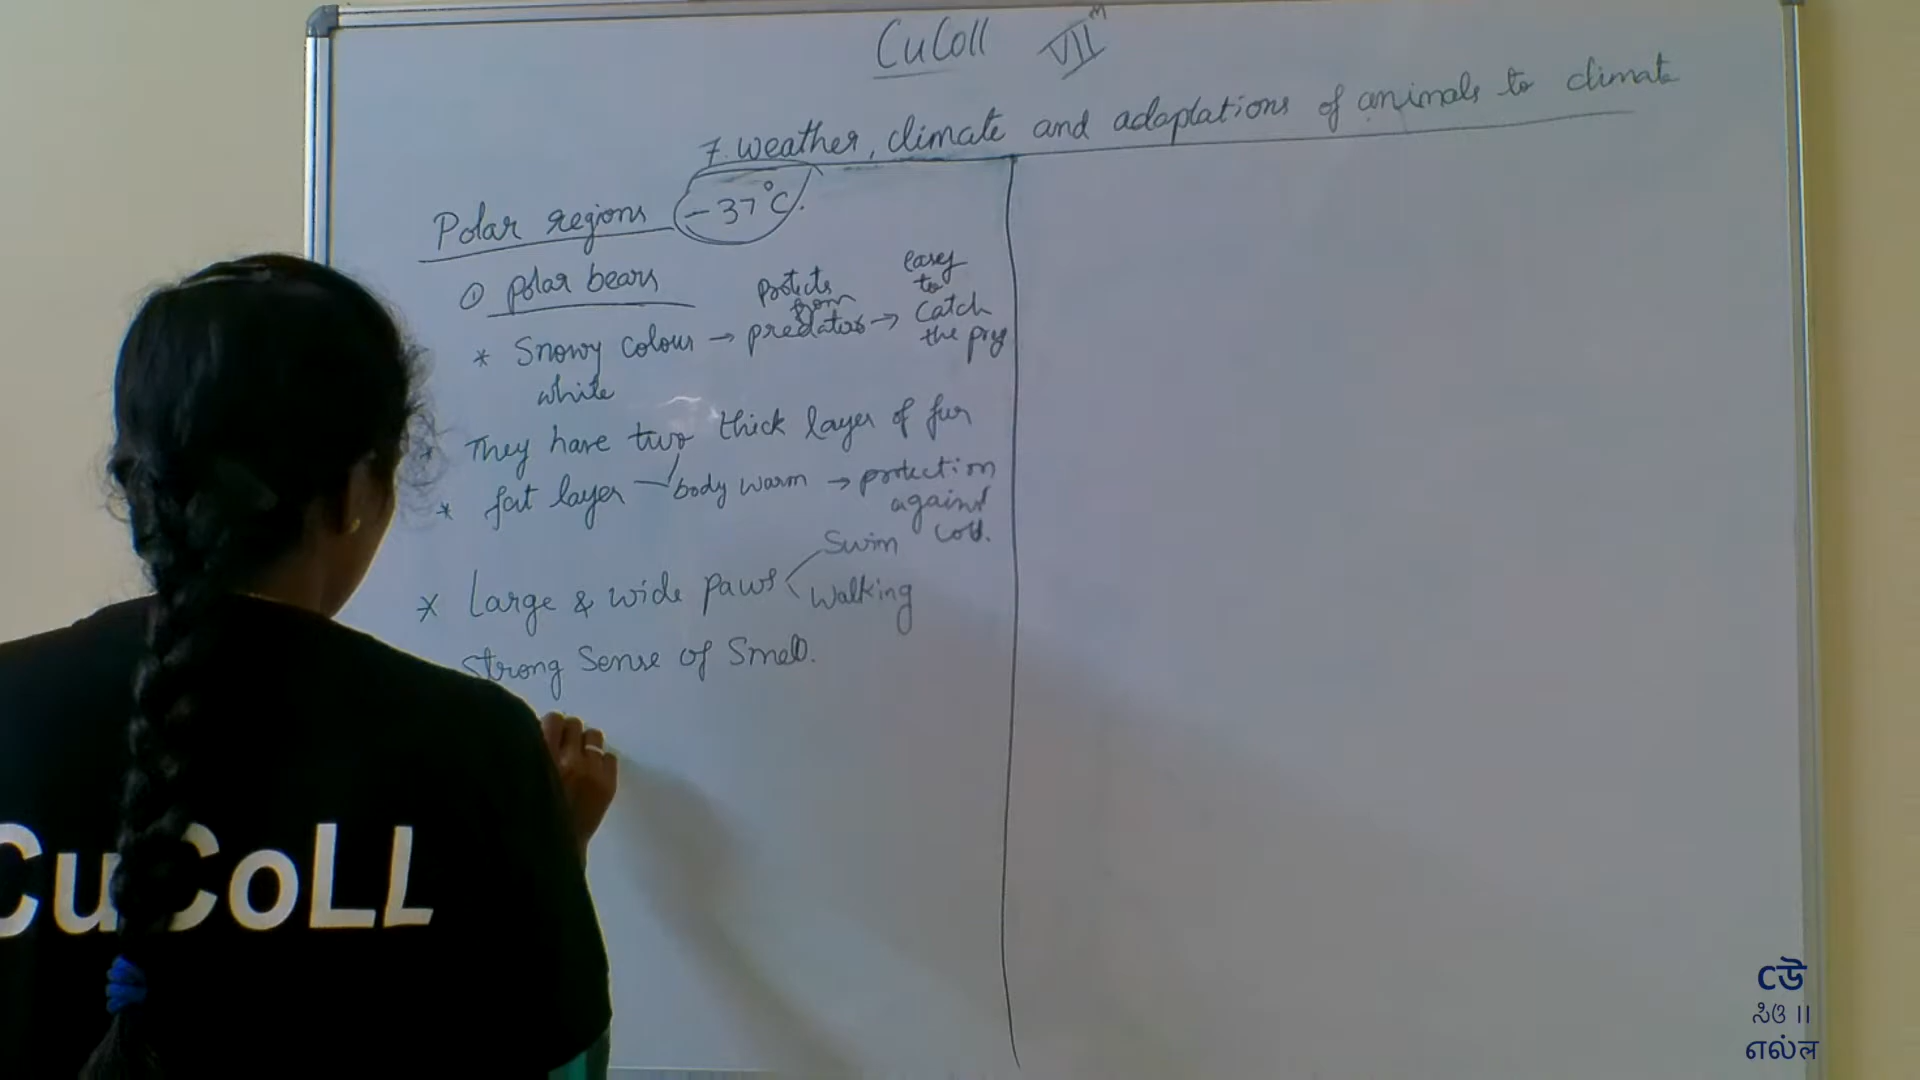 CuColl VII
7. weather, climate and adaptations of animals to climate
Polar regions -37°C.
① polar bears
* Snowy colour → protects from predators → easy to catch the prey
white
* They have two thick layer of fur
* fat layer — body warm → protection against cold.
* Large & wide paws < Swim
Walking
Strong Sense of Smell.
CuCoLL
Cউ
ಸಿಓ ॥
எல்ல